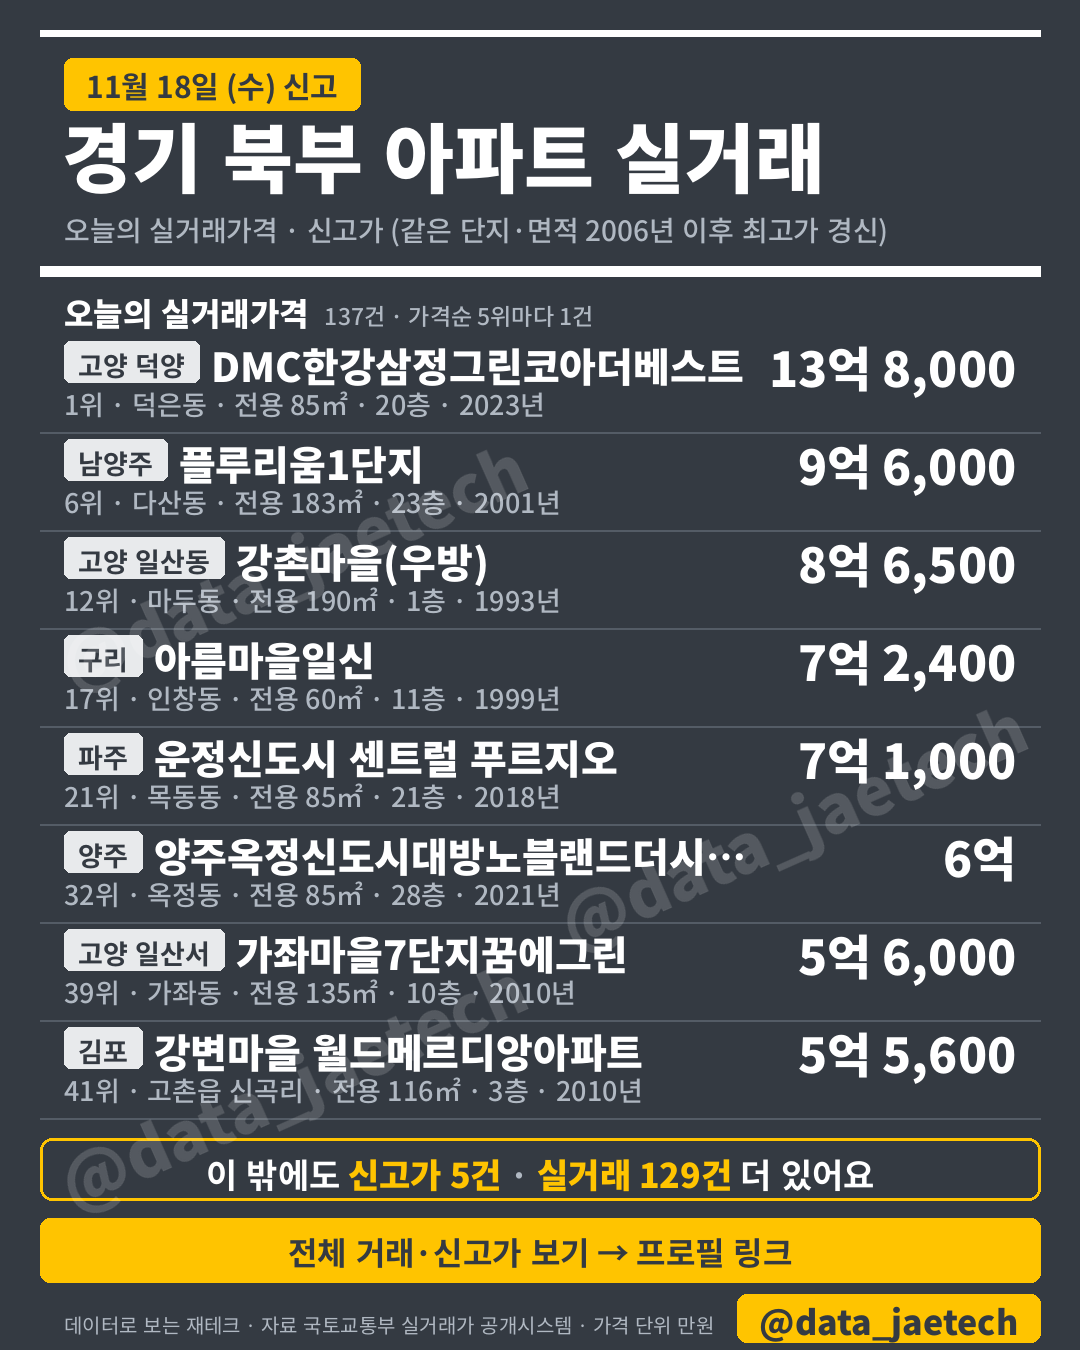 11월 18일 (수) 신고
경기 북부 아파트 실거래
오늘의 실거래가격 · 신고가 (같은 단지·면적 2006년 이후 최고가 경신)
오늘의 실거래가격 137건 · 가격순 5위마다 1건
고양 덕양 DMC한강삼정그린코아더베스트 13억 8,000
1위 · 덕은동 · 전용 85㎡ · 20층 · 2023년
남양주 플루리움1단지 9억 6,000
6위 · 다산동 · 전용 183㎡ · 23층 · 2001년
고양 일산동 강촌마을(우방) 8억 6,500
12위 · 마두동 · 전용 190㎡ · 1층 · 1993년
구리 아름마을일신 7억 2,400
17위 · 인창동 · 전용 60㎡ · 11층 · 1999년
파주 운정신도시 센트럴 푸르지오 7억 1,000
21위 · 목동동 · 전용 85㎡ · 21층 · 2018년
양주 양주옥정신도시대방노블랜드더시… 6억
32위 · 옥정동 · 전용 85㎡ · 28층 · 2021년
고양 일산서 가좌마을7단지꿈에그린 5억 6,000
39위 · 가좌동 · 전용 135㎡ · 10층 · 2010년
김포 강변마을 월드메르디앙아파트 5억 5,600
41위 · 고촌읍 신곡리 · 전용 116㎡ · 3층 · 2010년
이 밖에도 신고가 5건 · 실거래 129건 더 있어요
전체 거래·신고가 보기 → 프로필 링크
데이터로 보는 재테크 · 자료 국토교통부 실거래가 공개시스템 · 가격 단위 만원 @data_jaetech
@data_jaetech
@data_jaetech
@data_jaetech